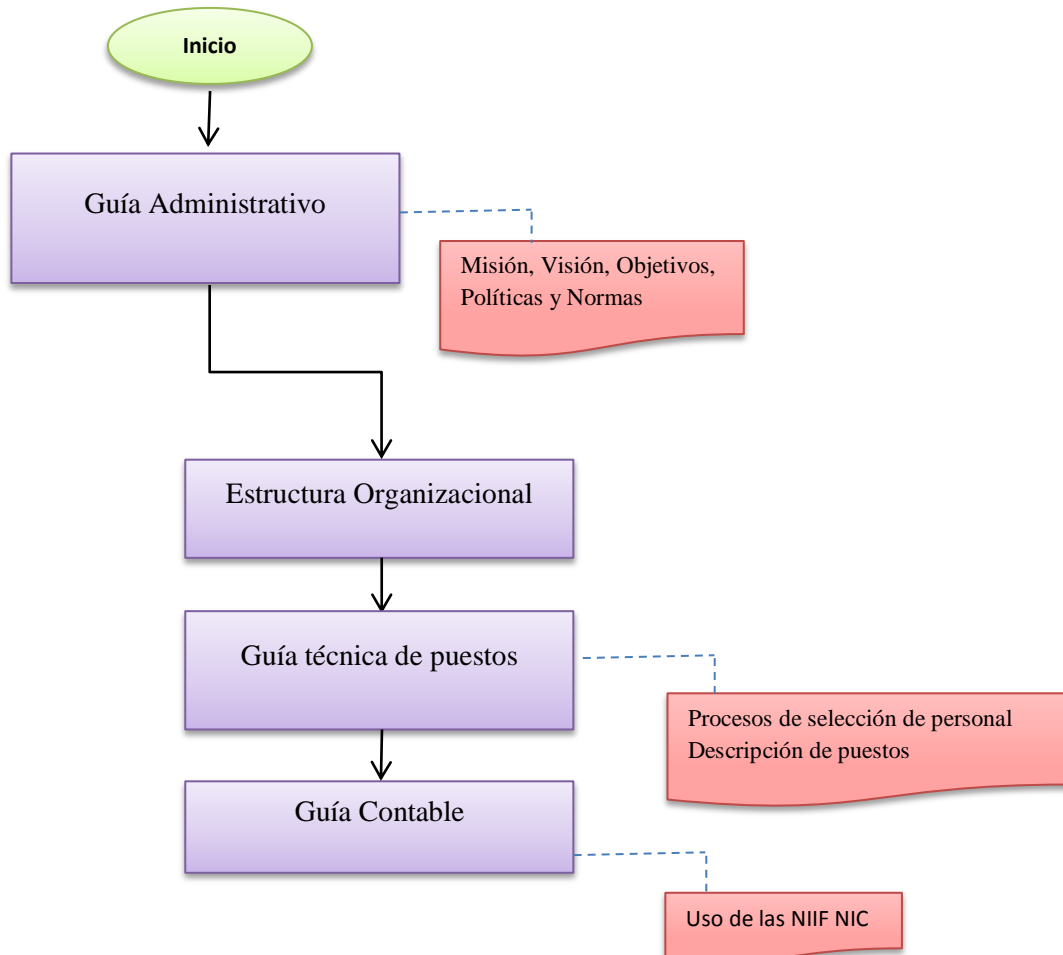 Inicio
Guía Administrativo
Misión, Visión, Objetivos,
Políticas y Normas
Estructura Organizacional
Guía técnica de puestos
Procesos de selección de personal
Descripción de puestos
Guía Contable
Uso de las NIIF NIC